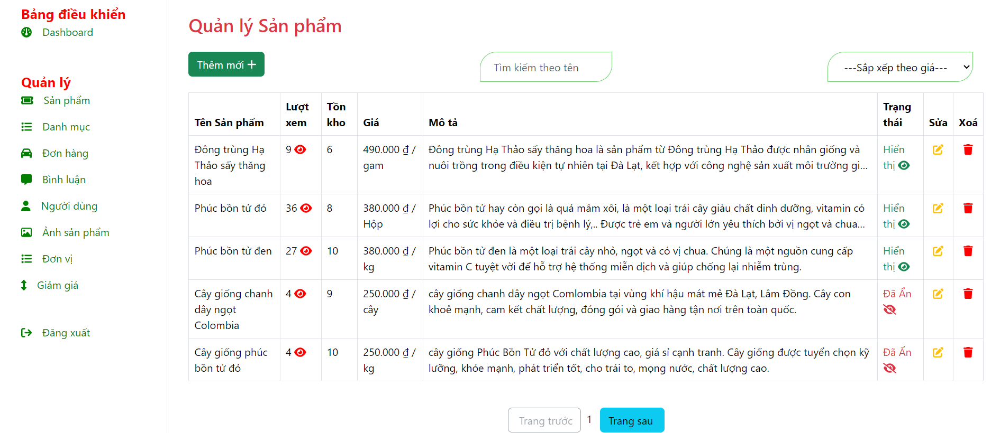 Bảng điều khiển
Dashboard
Quản lý
Sản phẩm
Danh mục
Đơn hàng
Bình luận
Người dùng
Ảnh sản phẩm
Đơn vị
Giảm giá
Đăng xuất
Quản lý Sản phẩm
Thêm mới
Tìm kiếm theo tên
---Sắp xếp theo giá---
Tên Sản phẩm
Lượt
xem
Tồn
kho
Giá
Mô tả
Trạng
thái
Sửa
Xoá
Đông trùng Hạ
Thảo sấy thăng
hoa
9
6
490.000 ₫ /
gam
Đông trùng Hạ Thảo sấy thăng hoa là sản phẩm từ Đông trùng Hạ Thảo được nhân giống và
nuôi trồng trong điều kiện tự nhiên tại Đà Lạt, kết hợp với công nghệ sản xuất môi trường gi...
Hiển
thị
Phúc bồn tử đỏ
36
8
380.000 ₫ /
Hộp
Phúc bồn tử hay còn gọi là quả mâm xôi, là một loại trái cây giàu chất dinh dưỡng, vitamin có
lợi cho sức khỏe và điều trị bệnh lý,.. Được trẻ em và người lớn yêu thích bởi vị ngọt và chua...
Hiển
thị
Phúc bồn tử đen
27
10
380.000 ₫ /
kg
Phúc bồn tử đen là một loại trái cây nhỏ, ngọt và có vị chua. Chúng là một nguồn cung cấp
vitamin C tuyệt vời để hỗ trợ hệ thống miễn dịch và giúp chống lại nhiễm trùng.
Hiển
thị
Cây giống chanh
dây ngọt
Colombia
4
9
250.000 ₫ /
cây
cây giống chanh dây ngọt Comlombia tại vùng khí hậu mát mẻ Đà Lạt, Lâm Đồng. Cây con
khoẻ mạnh, cam kết chất lượng, đóng gói và giao hàng tận nơi trên toàn quốc.
Đã Ẩn
Cây giống phúc
bồn tử đỏ
4
10
250.000 ₫ /
kg
cây giống Phúc Bồn Tử đỏ với chất lượng cao, giá sỉ cạnh tranh. Cây giống được tuyển chọn kỹ
lưỡng, khỏe mạnh, phát triển tốt, cho trái to, mọng nước, chất lượng cao.
Đã Ẩn
Trang trước
1
Trang sau